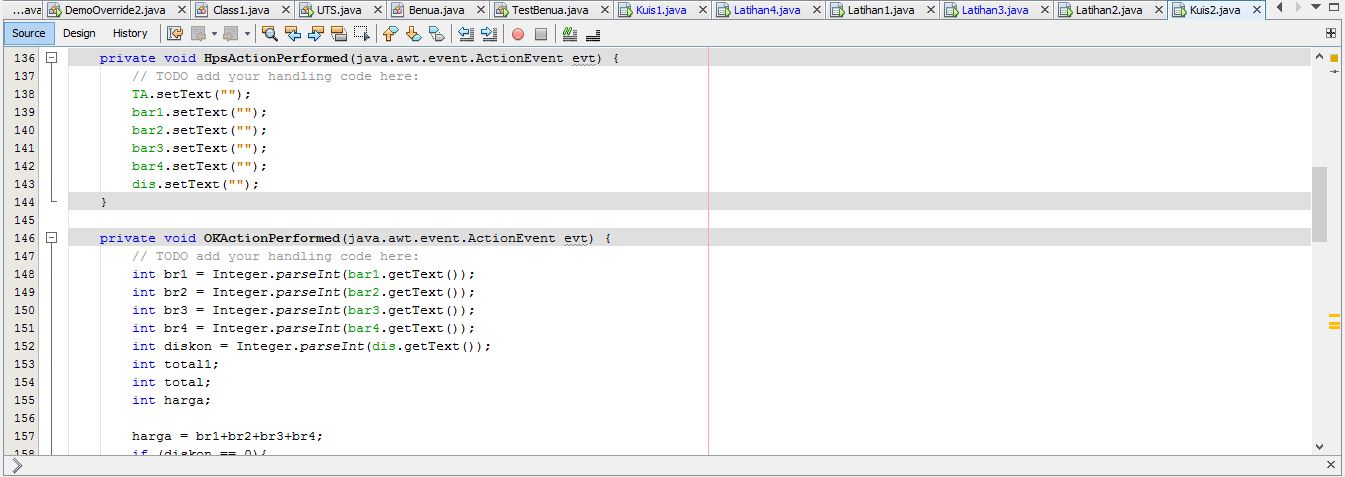 ...ava DemoOverride2.java Class1.java UTS.java Benua.java TestBenua.java Kuis1.java Latihan4.java Latihan1.java Latihan3.java Latihan2.java Kuis2.java
Source Design History
136 private void HpsActionPerformed(java.awt.event.ActionEvent evt) {
137 // TODO add your handling code here:
138 TA.setText("");
139 bar1.setText("");
140 bar2.setText("");
141 bar3.setText("");
142 bar4.setText("");
143 dis.setText("");
144 }
145
146 private void OKActionPerformed(java.awt.event.ActionEvent evt) {
147 // TODO add your handling code here:
148 int br1 = Integer.parseInt(bar1.getText());
149 int br2 = Integer.parseInt(bar2.getText());
150 int br3 = Integer.parseInt(bar3.getText());
151 int br4 = Integer.parseInt(bar4.getText());
152 int diskon = Integer.parseInt(dis.getText());
153 int total1;
154 int total;
155 int harga;
156
157 harga = br1+br2+br3+br4;
158 if (diskon == 0){